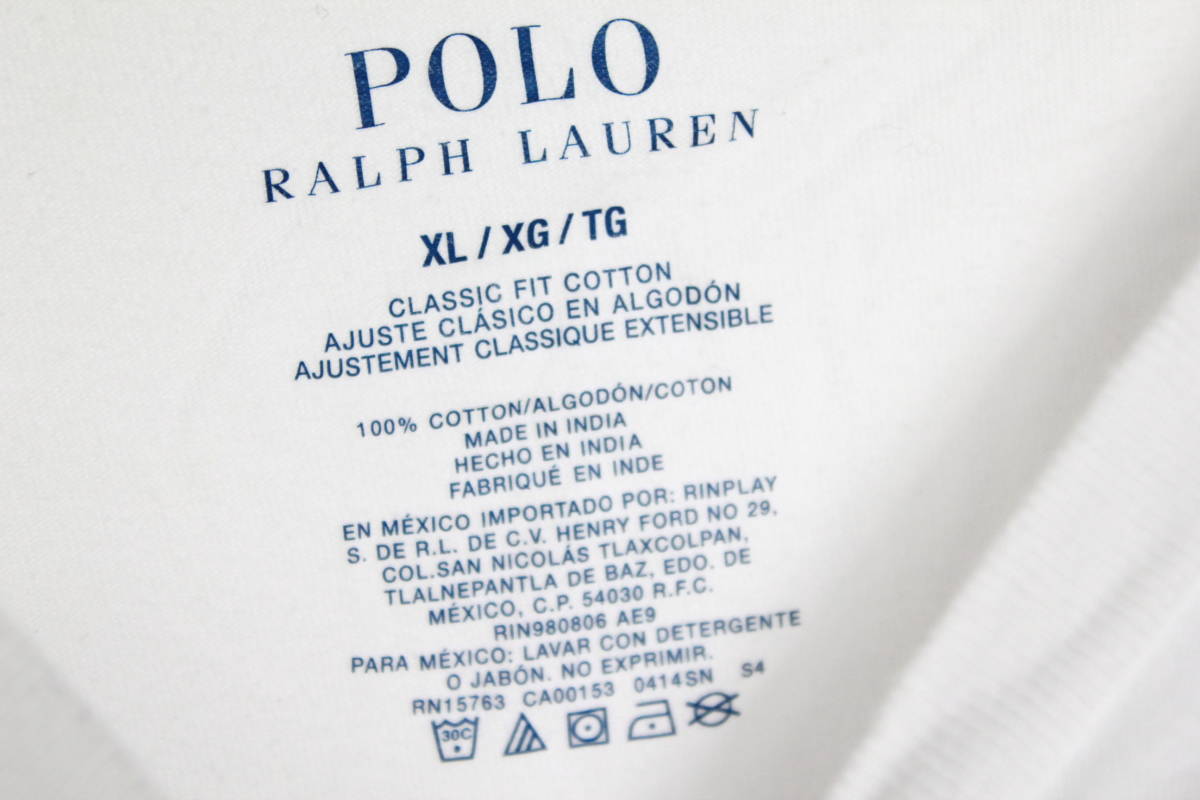 POLO
RALPH LAUREN
XL / XG / TG
CLASSIC FIT COTTON
AJUSTE CLÁSICO EN ALGODÓN
AJUSTEMENT CLASSIQUE EXTENSIBLE
100% COTTON/ALGODÓN/COTON
MADE IN INDIA
HECHO EN INDIA
FABRIQUÉ EN INDE
EN MÉXICO IMPORTADO POR: RINPLAY
S. DE R.L. DE C.V. HENRY FORD NO 29,
COL.SAN NICOLÁS TLAXCOLPAN,
TLALNEPANTLA DE BAZ, EDO. DE
MÉXICO, C.P. 54030 R.F.C.
RIN980806 AE9
PARA MÉXICO: LAVAR CON DETERGENTE
O JABÓN. NO EXPRIMIR.
RN15763 CA00153 0414SN S4
30C